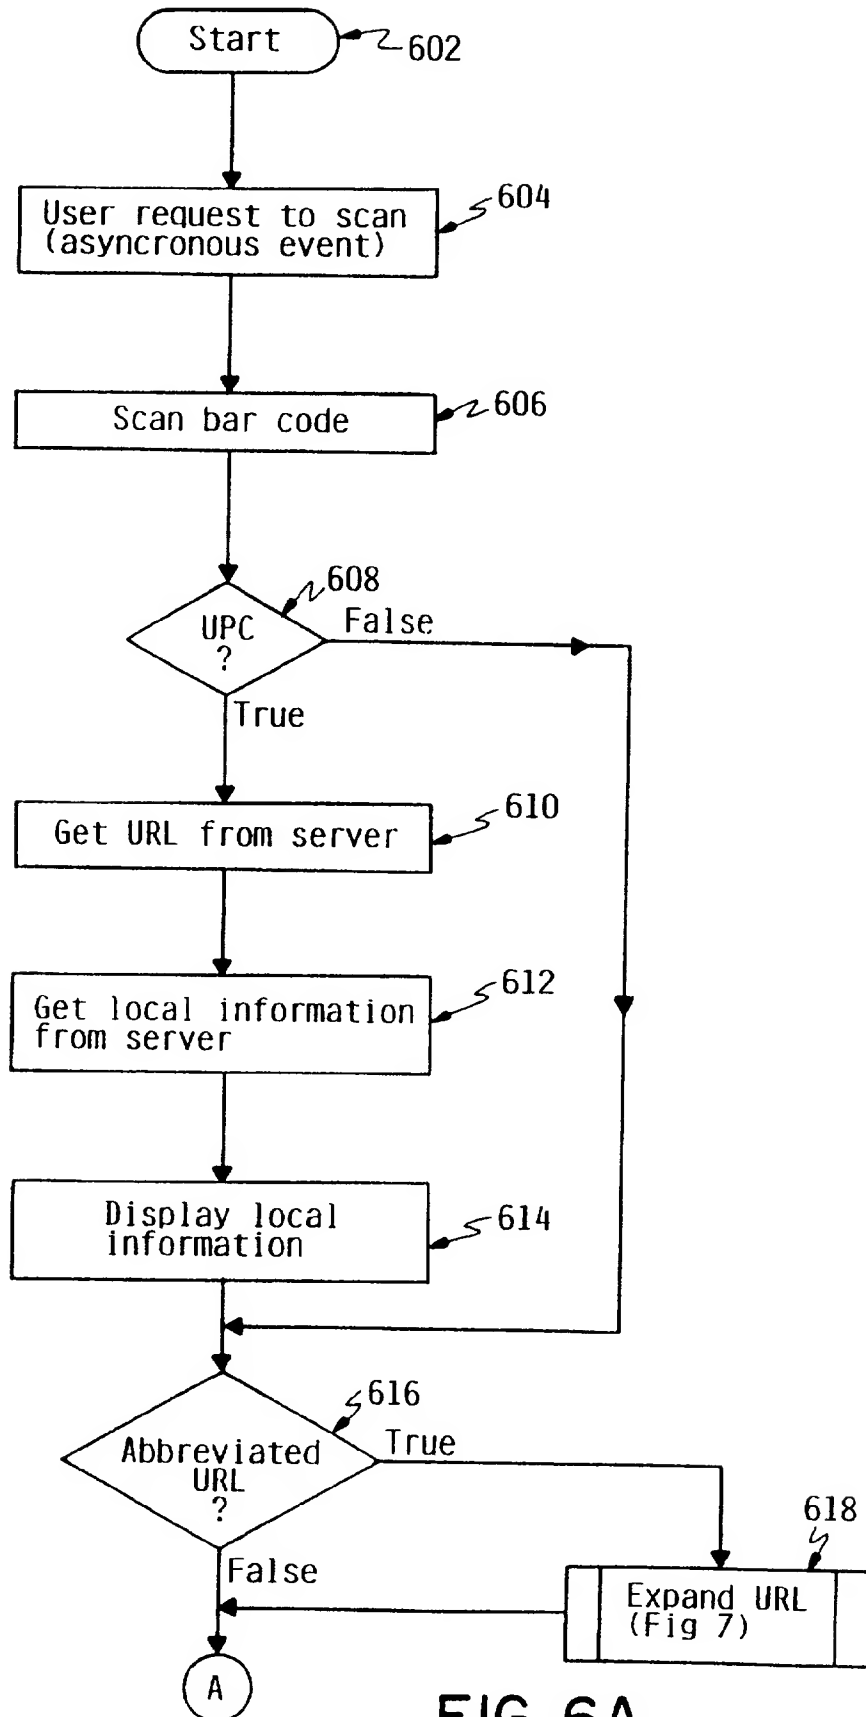 Start
602
User request to scan
(asyncronous event)
604
Scan bar code
606
608
UPC
?
False
True
Get URL from server
610
Get local information
from server
612
Display local
information
614
616
Abbreviated
URL
?
True
618
False
Expand URL
(Fig 7)
A
FIG. 6A